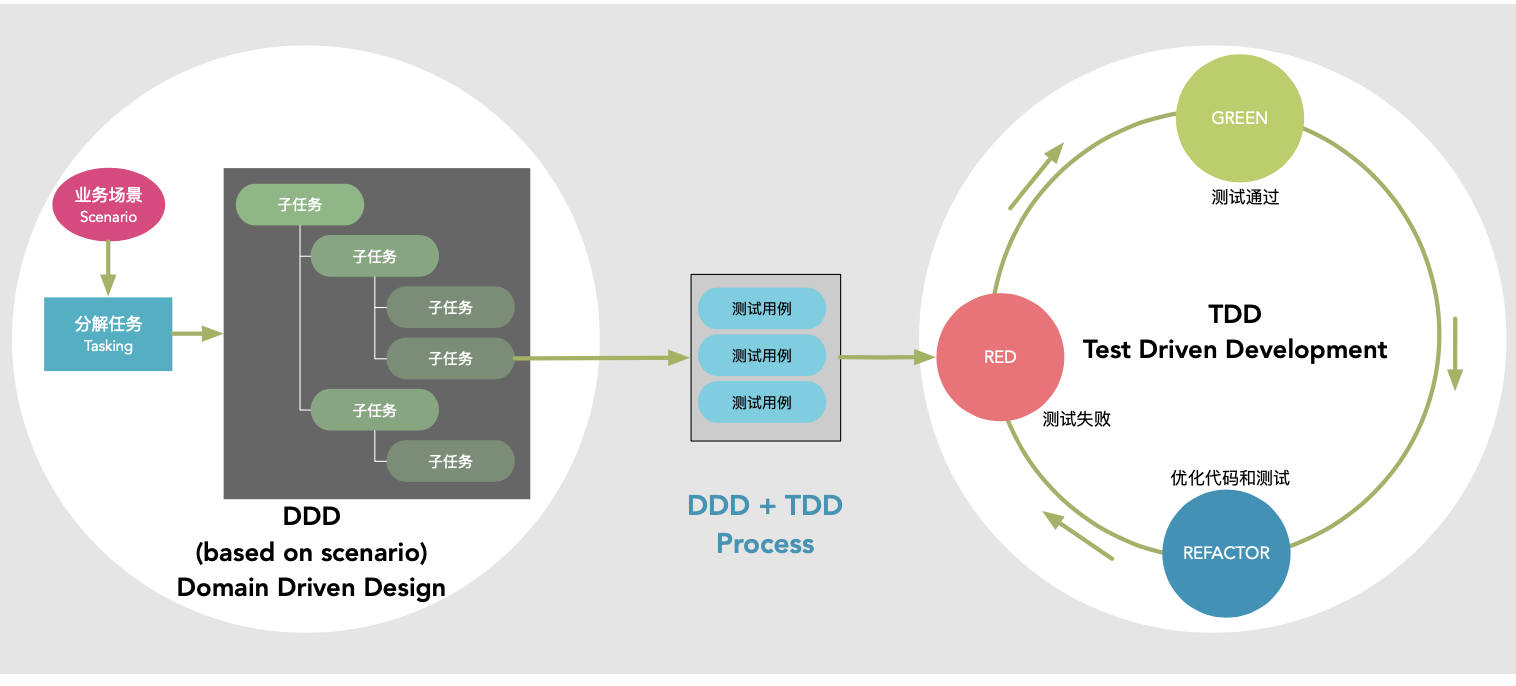 业务场景
Scenario
分解任务
Tasking
子任务
子任务
子任务
子任务
子任务
子任务
DDD
(based on scenario)
Domain Driven Design
测试用例
测试用例
测试用例
DDD + TDD
Process
GREEN
测试通过
TDD
Test Driven Development
RED
测试失败
优化代码和测试
REFACTOR